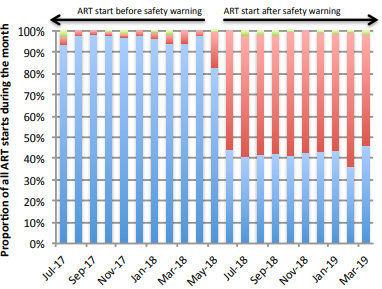 ART start before safety warning
ART start after safety warning
Proportion of all ART starts during the month
100%
90%
80%
70%
60%
50%
40%
30%
20%
10%
0%
Jul-17
Sep-17
Nov-17
Jan-18
Mar-18
May-18
Jul-18
Sep-18
Nov-18
Jan-19
Mar-19